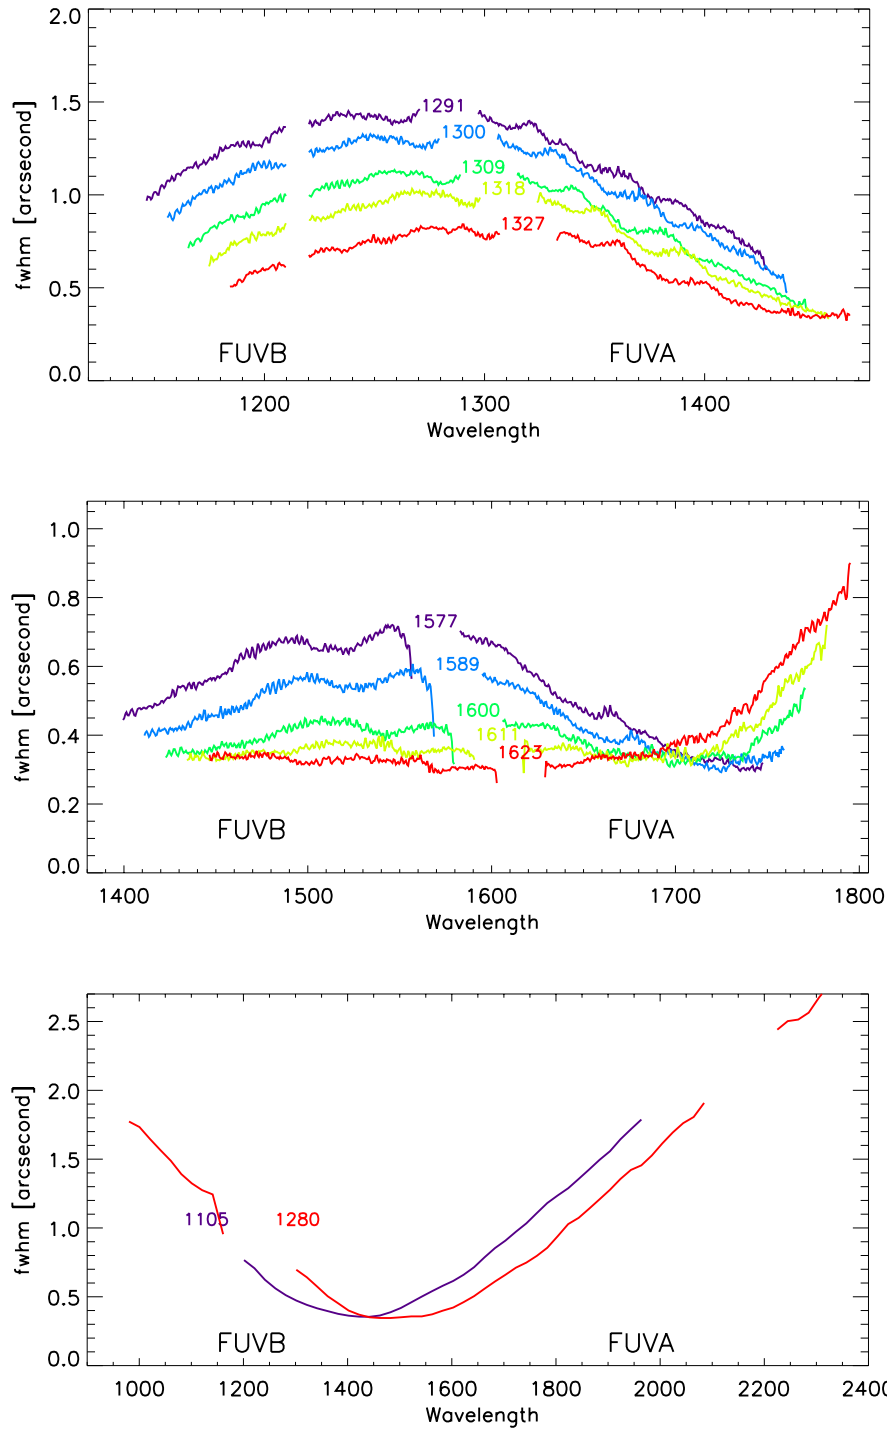 2.0
1.5
1.0
0.5
0.0
fwhm [arcsecond]
1291
1300
1309
1318
1327
FUVB FUVA
1200 1300 1400
Wavelength
1.0
0.8
0.6
0.4
0.2
0.0
fwhm [arcsecond]
1577
1589
1600
1611
1623
FUVB FUVA
1400 1500 1600 1700 1800
Wavelength
2.5
2.0
1.5
1.0
0.5
0.0
fwhm [arcsecond]
1105 1280
FUVB FUVA
1000 1200 1400 1600 1800 2000 2200 2400
Wavelength